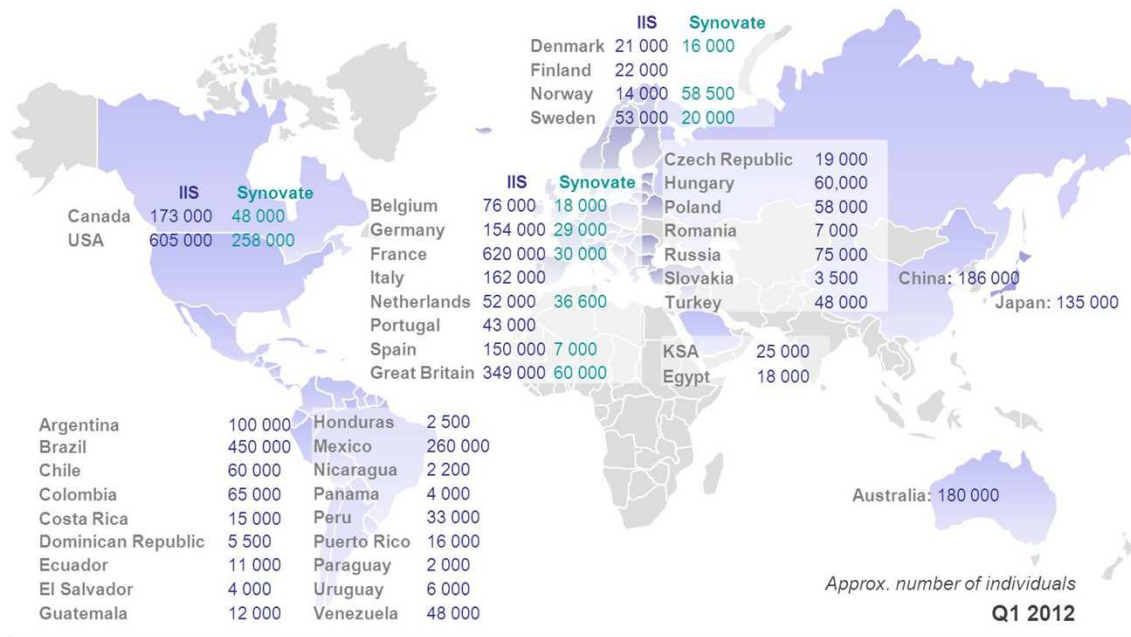 IIS Synovate
Denmark 21 000 16 000
Finland 22 000
Norway 14 000 58 500
Sweden 53 000 20 000
IIS Synovate
Canada 173 000 48 000
USA 605 000 258 000
IIS Synovate
Belgium 76 000 18 000
Germany 154 000 29 000
France 620 000 30 000
Italy 162 000
Netherlands 52 000 36 600
Portugal 43 000
Spain 150 000 7 000
Great Britain 349 000 60 000
Czech Republic 19 000
Hungary 60,000
Poland 58 000
Romania 7 000
Russia 75 000
Slovakia 3 500
Turkey 48 000
China: 186 000
Japan: 135 000
KSA 25 000
Egypt 18 000
Argentina 100 000
Brazil 450 000
Chile 60 000
Colombia 65 000
Costa Rica 15 000
Dominican Republic 5 500
Ecuador 11 000
El Salvador 4 000
Guatemala 12 000
Honduras 2 500
Mexico 260 000
Nicaragua 2 200
Panama 4 000
Peru 33 000
Puerto Rico 16 000
Paraguay 2 000
Uruguay 6 000
Venezuela 48 000
Australia: 180 000
Approx. number of individuals
Q1 2012